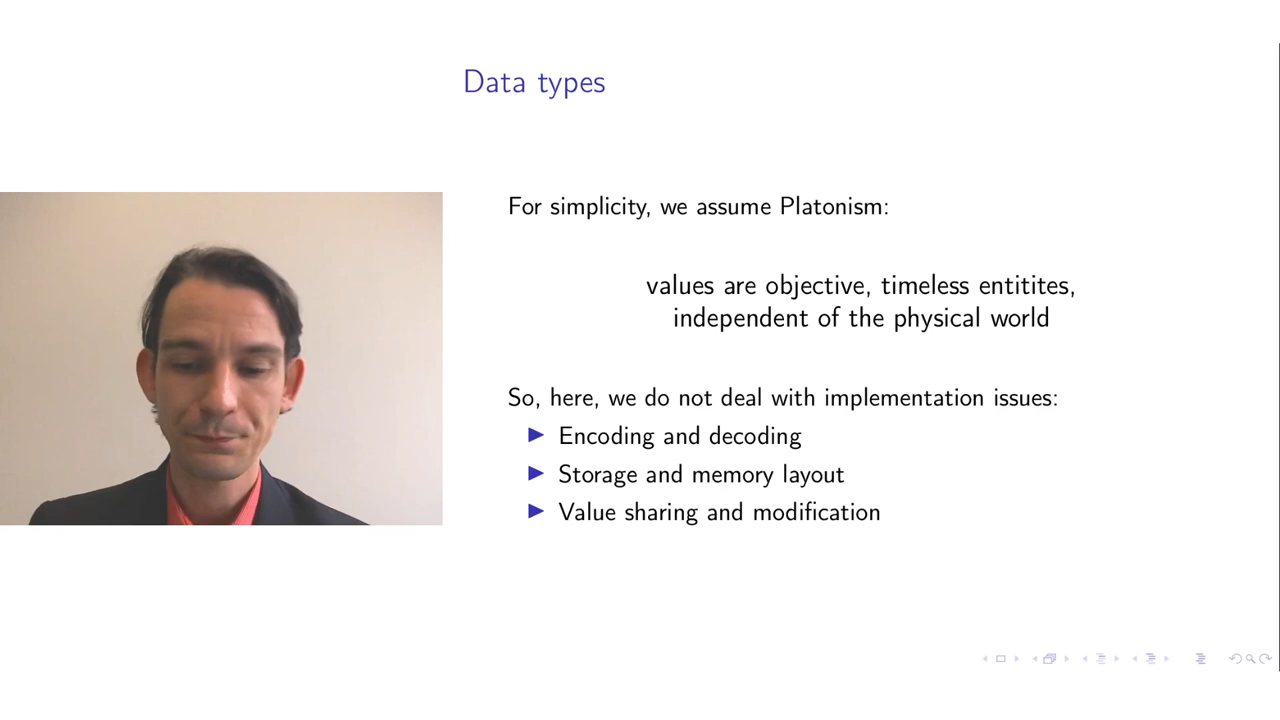 Data types
For simplicity, we assume Platonism:
values are objective, timeless entitites,
independent of the physical world
So, here, we do not deal with implementation issues:
Encoding and decoding
Storage and memory layout
Value sharing and modification